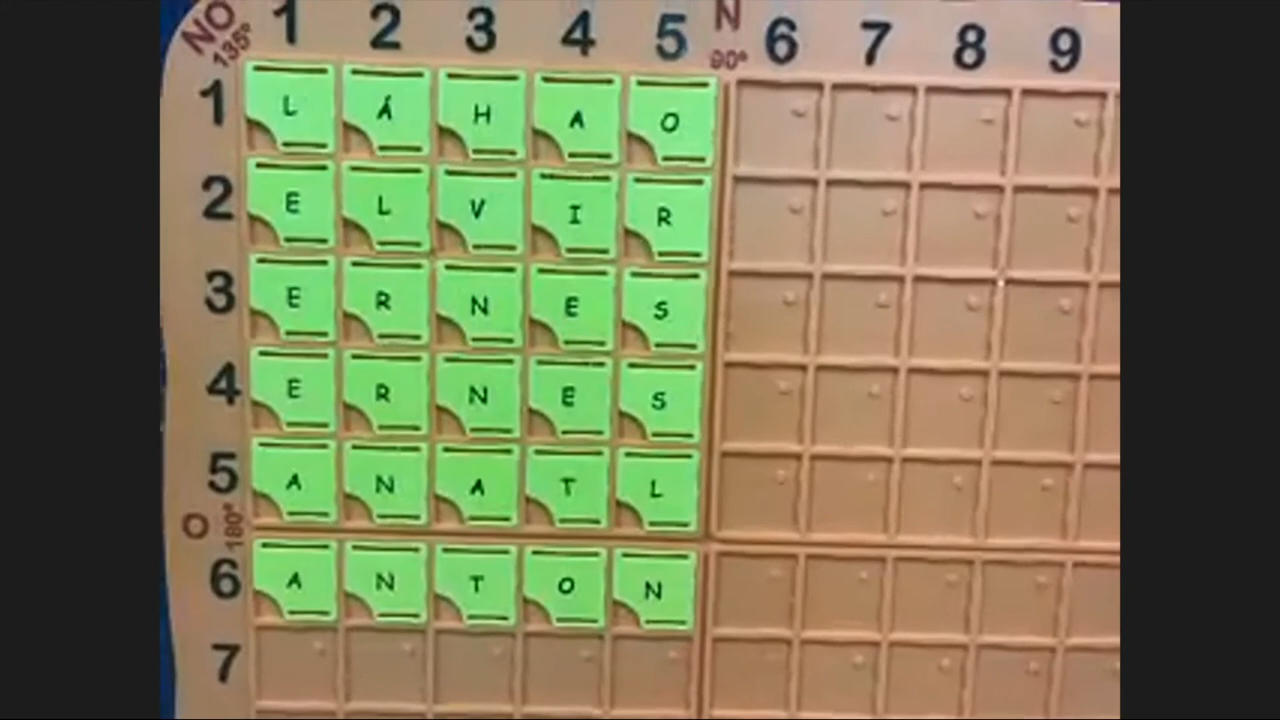 NO 135° 1 2 3 4 5 N 90° 6 7 8 9
1 L Á H A O
2 E L V I R
3 E R N E S
4 E R N E S
5 A N A T L
O 180°
6 A N T O N
7